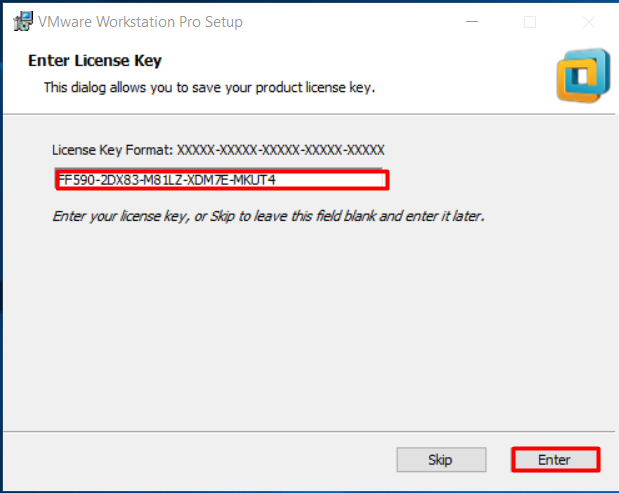 VMware Workstation Pro Setup
Enter License Key
This dialog allows you to save your product license key.
License Key Format: XXXXX-XXXXX-XXXXX-XXXXX-XXXXX
FF590-2DX83-M81LZ-XDM7E-MKUT4
Enter your license key, or Skip to leave this field blank and enter it later.
Skip
Enter